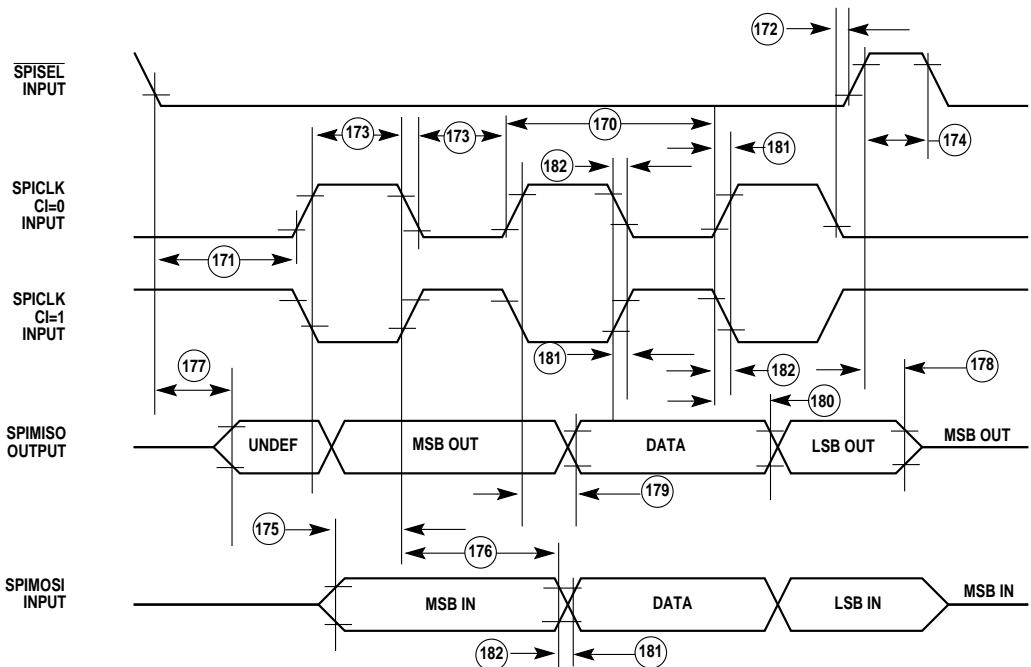 172
SPISEL
INPUT
173
173
170
181
174
182
SPICLK
CI=0
INPUT
171
SPICLK
CI=1
INPUT
181
182
178
177
180
SPIMISO
OUTPUT
UNDEF
MSB OUT
DATA
LSB OUT
MSB OUT
179
175
176
SPIMOSI
INPUT
MSB IN
DATA
LSB IN
MSB IN
182
181